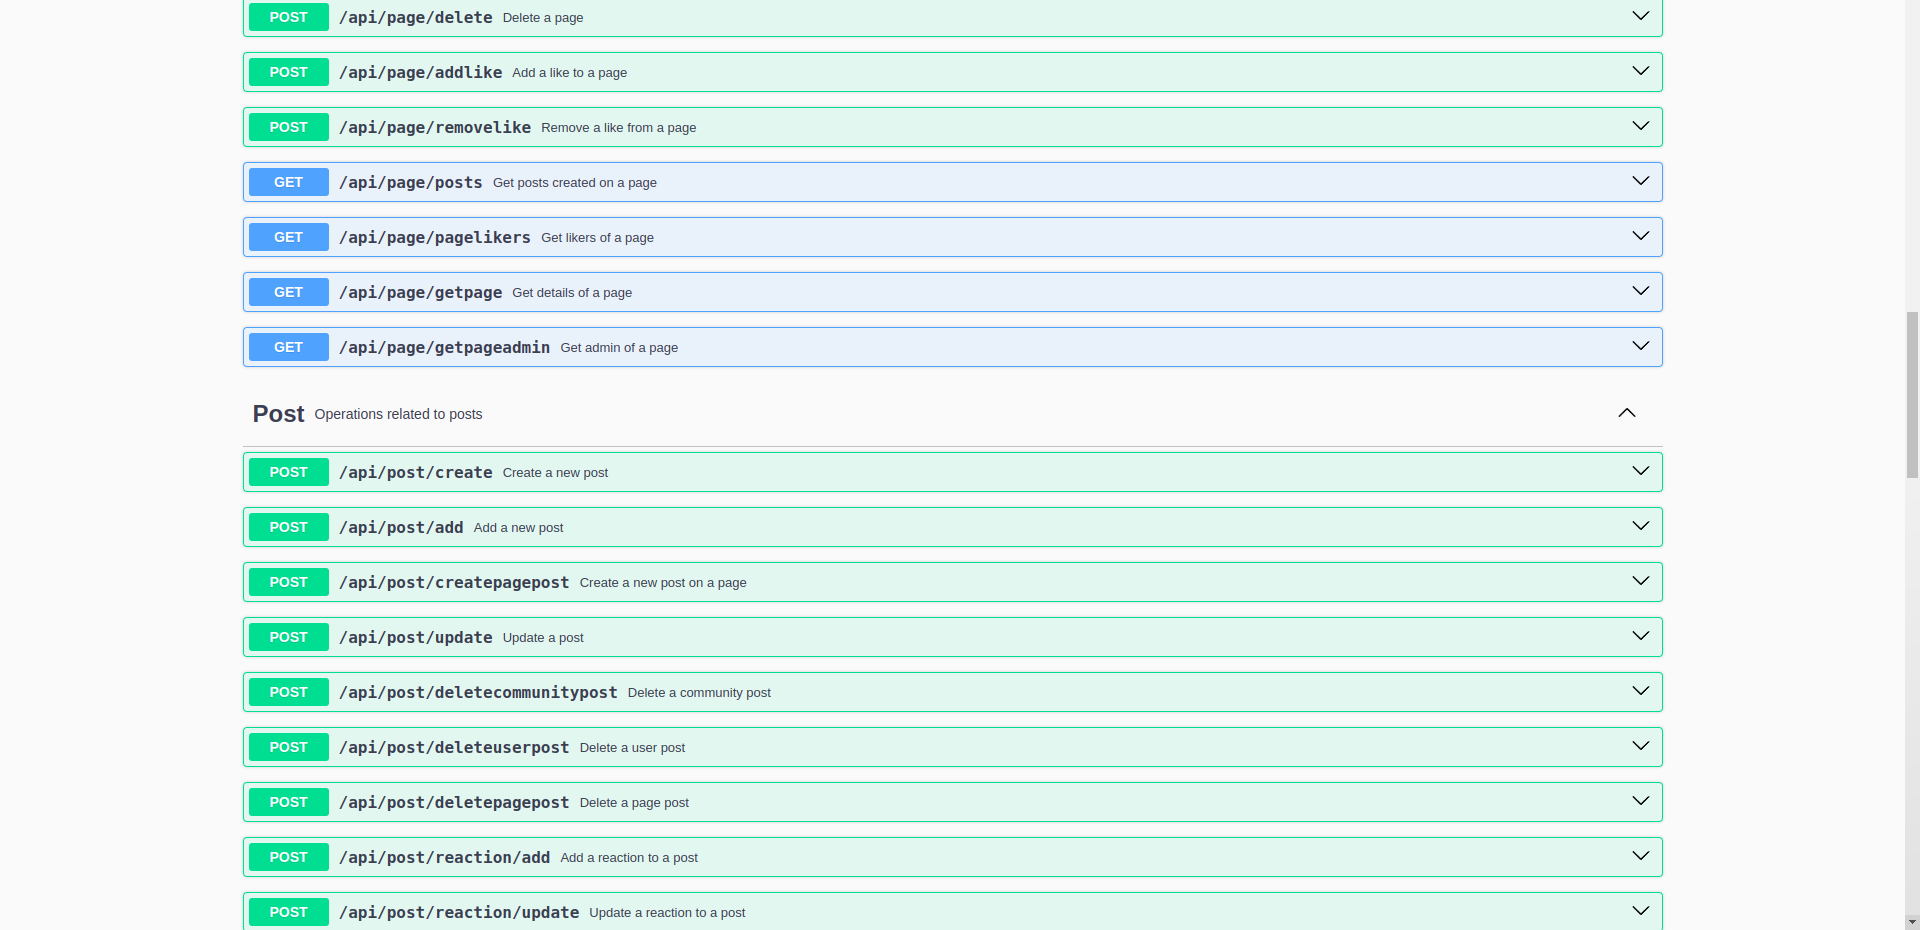 POST /api/page/delete Delete a page
POST /api/page/addlike Add a like to a page
POST /api/page/removelike Remove a like from a page
GET /api/page/posts Get posts created on a page
GET /api/page/pagelikers Get likers of a page
GET /api/page/getpage Get details of a page
GET /api/page/getpageadmin Get admin of a page
Post Operations related to posts
POST /api/post/create Create a new post
POST /api/post/add Add a new post
POST /api/post/createpagepost Create a new post on a page
POST /api/post/update Update a post
POST /api/post/deletecommunitypost Delete a community post
POST /api/post/deleteuserpost Delete a user post
POST /api/post/deletepagepost Delete a page post
POST /api/post/reaction/add Add a reaction to a post
POST /api/post/reaction/update Update a reaction to a post